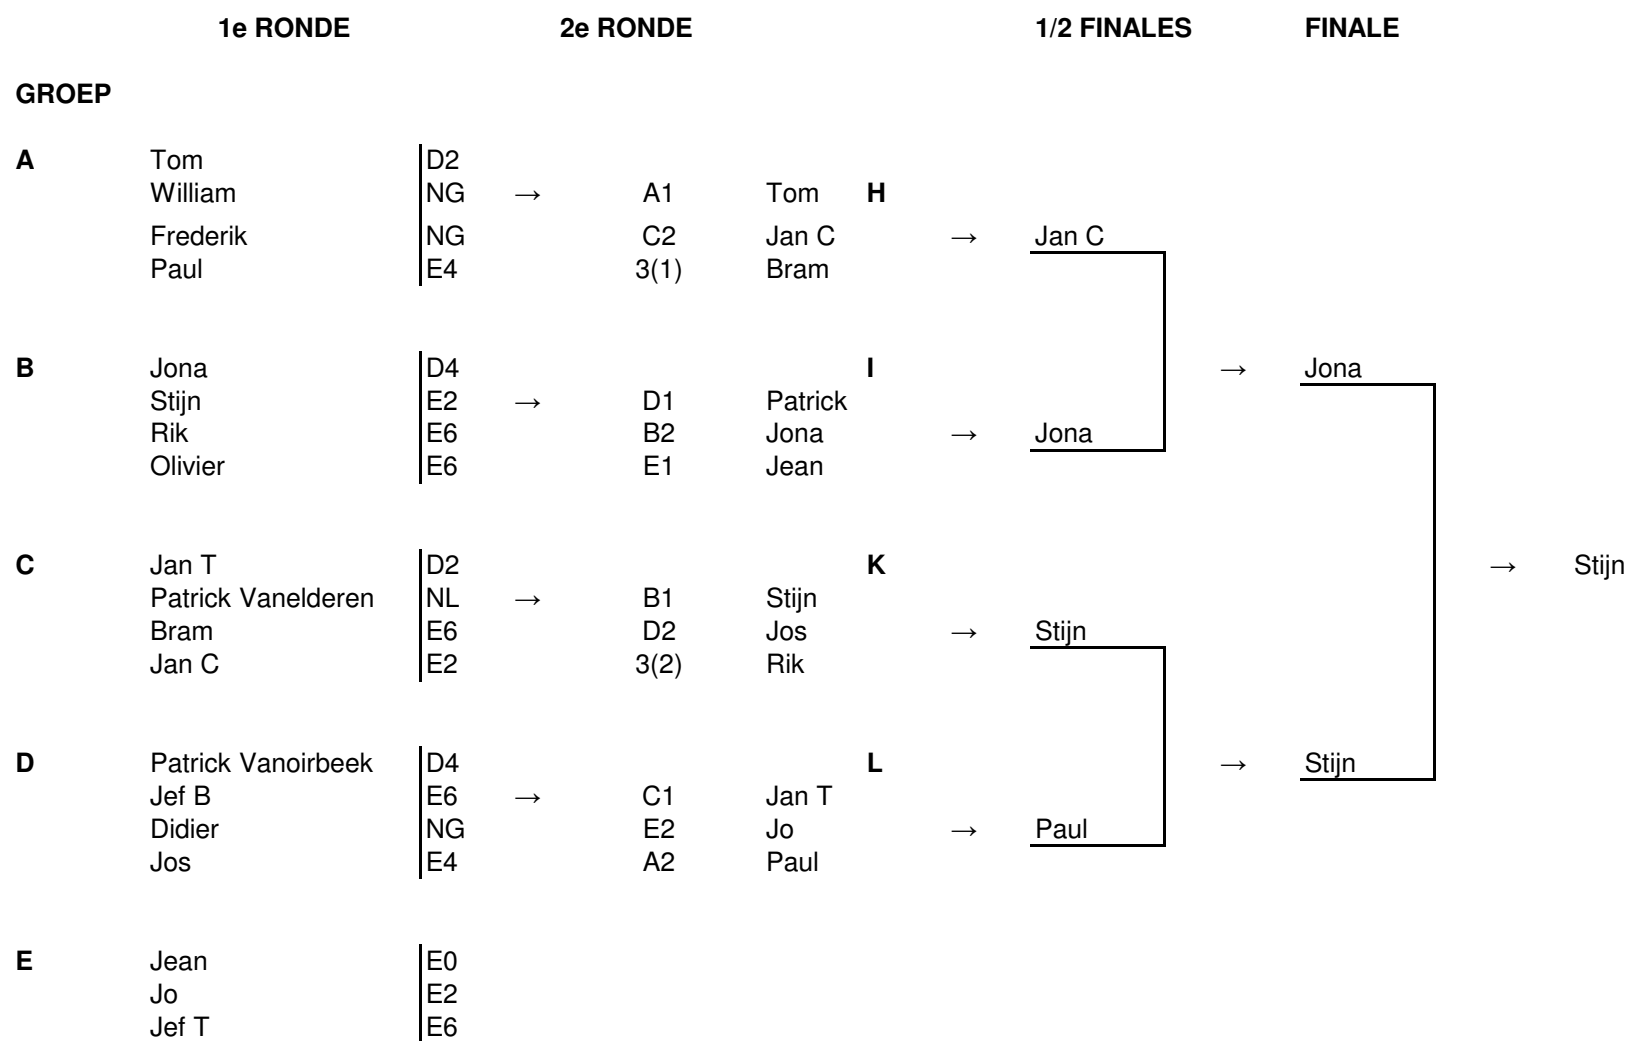 1e RONDE 2e RONDE 1/2 FINALES FINALE
GROEP
A Tom D2
William NG → A1 Tom H
Frederik NG C2 Jan C → Jan C
Paul E4 3(1) Bram
B Jona D4 I → Jona
Stijn E2 → D1 Patrick
Rik E6 B2 Jona → Jona
Olivier E6 E1 Jean
C Jan T D2 K → Stijn
Patrick Vanelderen NL → B1 Stijn
Bram E6 D2 Jos → Stijn
Jan C E2 3(2) Rik
D Patrick Vanoirbeek D4 L → Stijn
Jef B E6 → C1 Jan T
Didier NG E2 Jo → Paul
Jos E4 A2 Paul
E Jean E0
Jo E2
Jef T E6